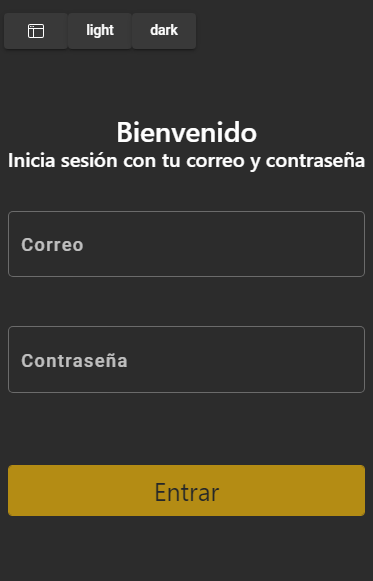 light
dark
Bienvenido
Inicia sesión con tu correo y contraseña
Correo
Contraseña
Entrar